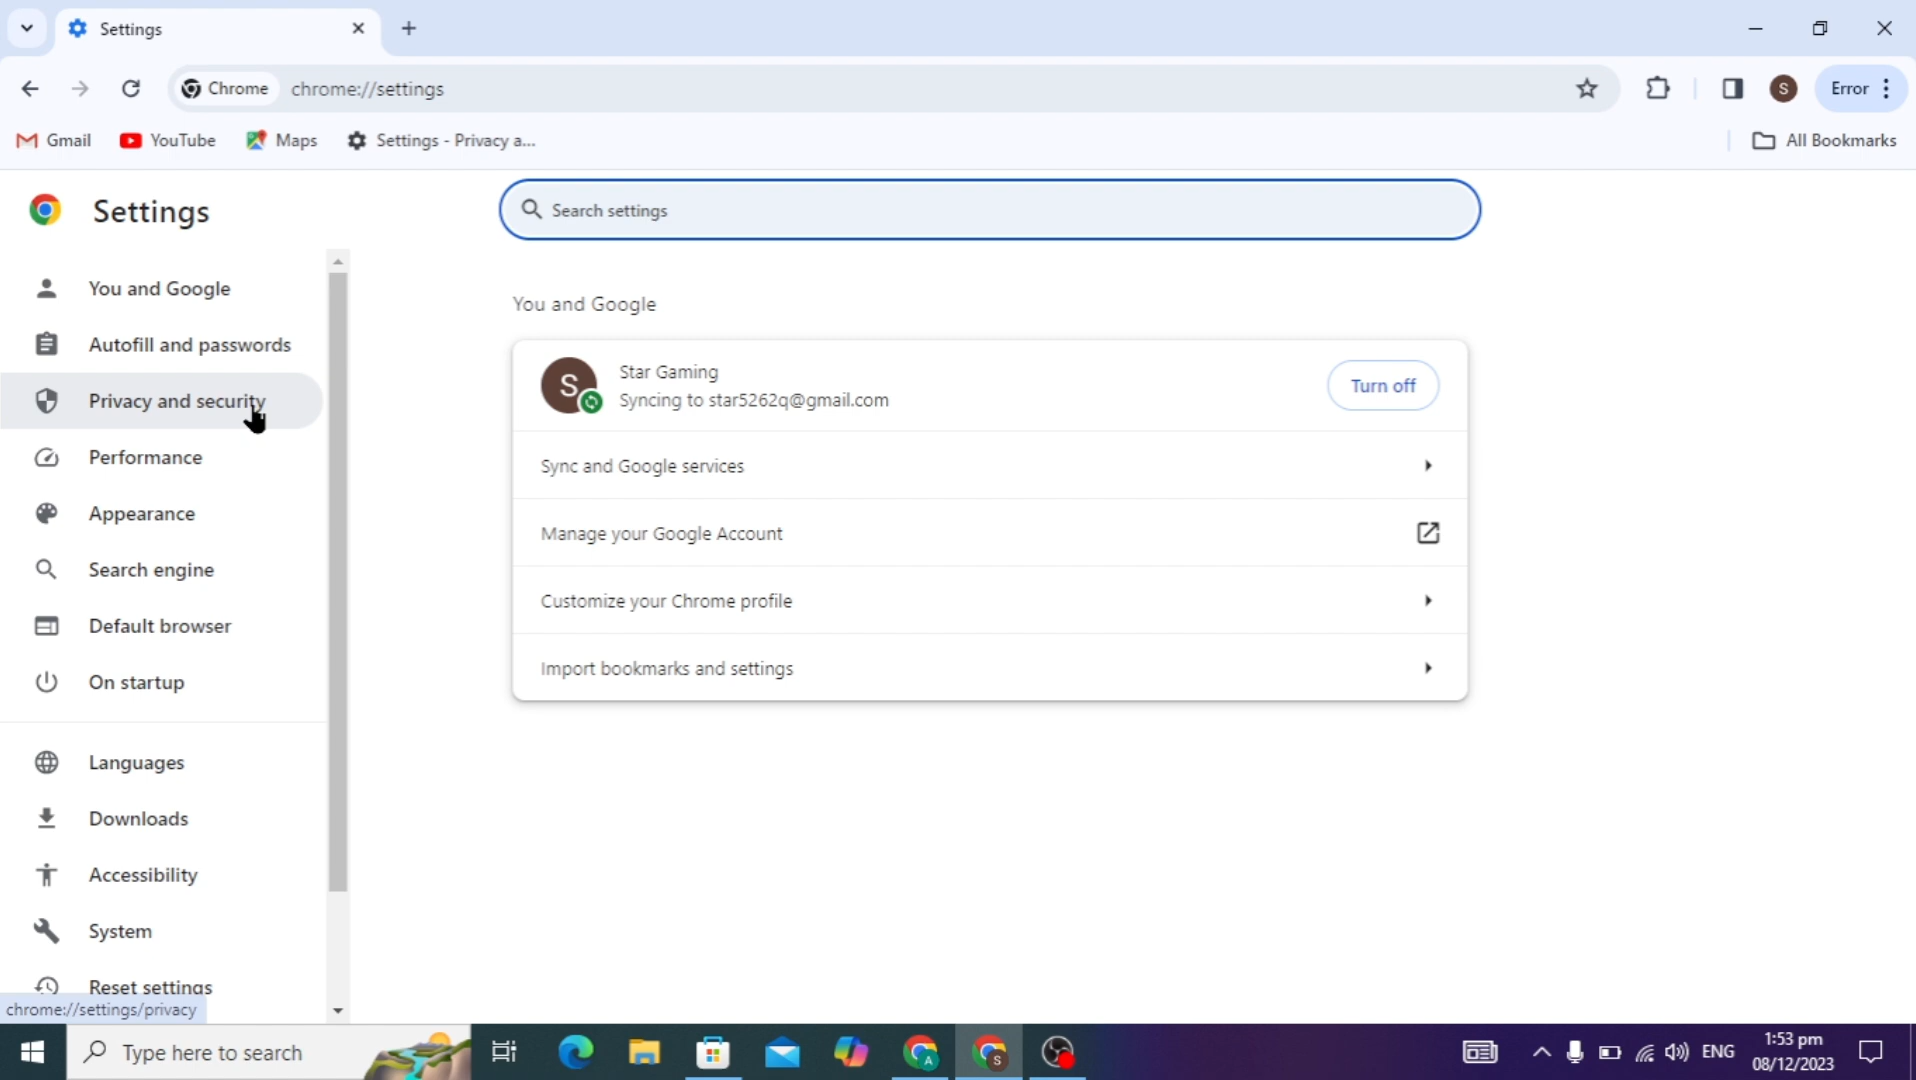 Settings
Chrome
chrome://settings
S
Error
Gmail
YouTube
Maps
Settings - Privacy a...
All Bookmarks
Settings
Search settings
You and Google
Autofill and passwords
Privacy and security
Performance
Appearance
Search engine
Default browser
On startup
Languages
Downloads
Accessibility
System
Reset settings
chrome://settings/privacy
You and Google
S
Star Gaming
Syncing to star5262q@gmail.com
Turn off
Sync and Google services
Manage your Google Account
Customize your Chrome profile
Import bookmarks and settings
Type here to search
A
S
ENG
1:53 pm
08/12/2023